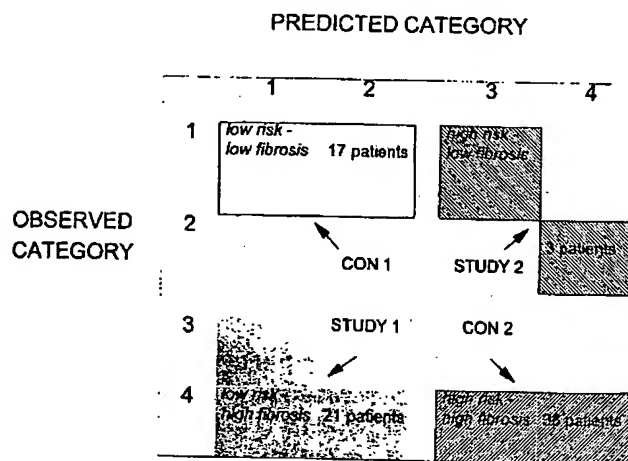 PREDICTED CATEGORY
1 2 3 4
1 low risk - high risk -
low fibrosis 17 patients low fibrosis
OBSERVED 2
CATEGORY 3 patients
CON 1 STUDY 2
3 STUDY 1 CON 2
4 low risk - high risk -
high fibrosis 21 patients high fibrosis patients